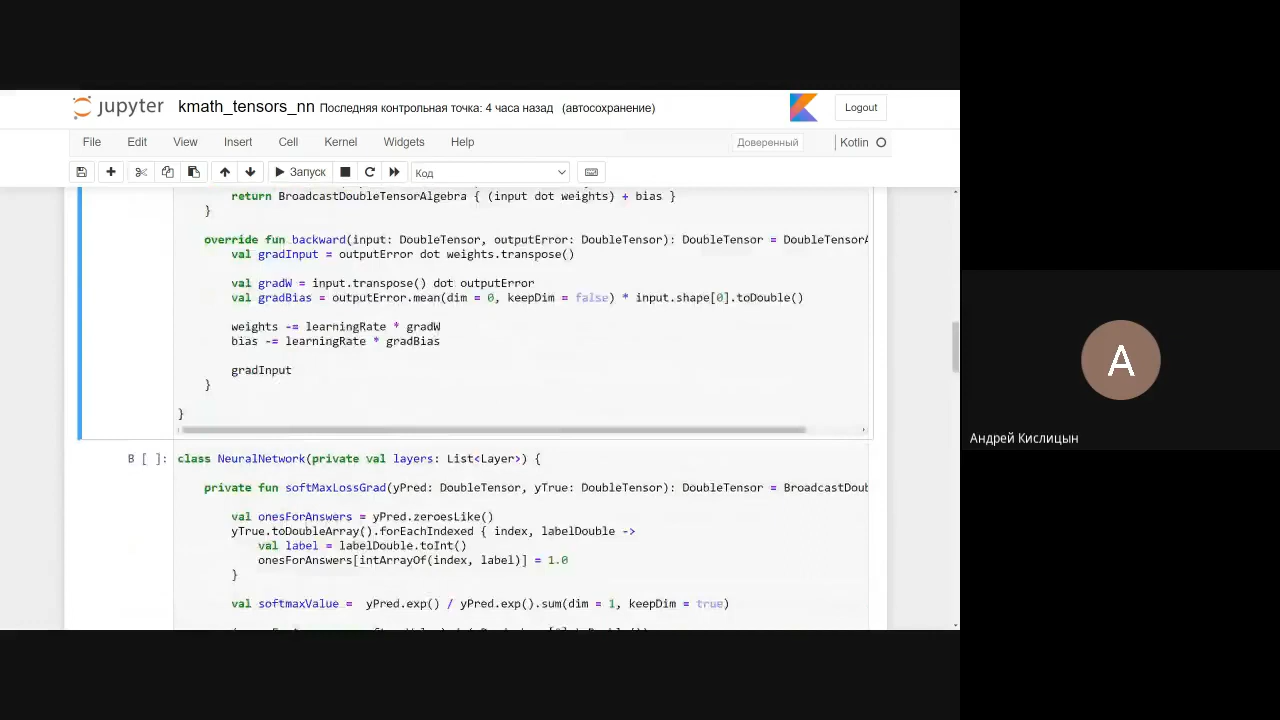 jupyter kmath_tensors_nn Последняя контрольная точка: 4 часа назад (автосохранение) Logout
File Edit View Insert Cell Kernel Widgets Help Доверенный Kotlin
Запуск Код
return BroadcastDoubleTensorAlgebra { (input dot weights) + bias }
}
override fun backward(input: DoubleTensor, outputError: DoubleTensor): DoubleTensor = DoubleTensorA
val gradInput = outputError dot weights.transpose()
val gradW = input.transpose() dot outputError
val gradBias = outputError.mean(dim = 0, keepDim = false) * input.shape[0].toDouble()
weights -= learningRate * gradW
bias -= learningRate * gradBias
gradInput
}
}
В [ ]: class NeuralNetwork(private val layers: List<Layer>) {
private fun softMaxLossGrad(yPred: DoubleTensor, yTrue: DoubleTensor): DoubleTensor = BroadcastDoub
val onesForAnswers = yPred.zeroesLike()
yTrue.toDoubleArray().forEachIndexed { index, labelDouble ->
val label = labelDouble.toInt()
onesForAnswers[intArrayOf(index, label)] = 1.0
}
val softmaxValue = yPred.exp() / yPred.exp().sum(dim = 1, keepDim = true)
А
Андрей Кислицын